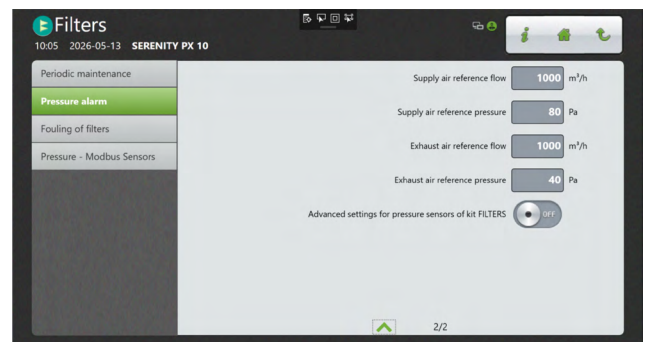 Filters
10:05 2026-05-13 SERENITY PX 10
Periodic maintenance
Pressure alarm
Fouling of filters
Pressure - Modbus Sensors
Supply air reference flow 1000 m³/h
Supply air reference pressure 80 Pa
Exhaust air reference flow 1000 m³/h
Exhaust air reference pressure 40 Pa
Advanced settings for pressure sensors of kit FILTERS OFF
2/2